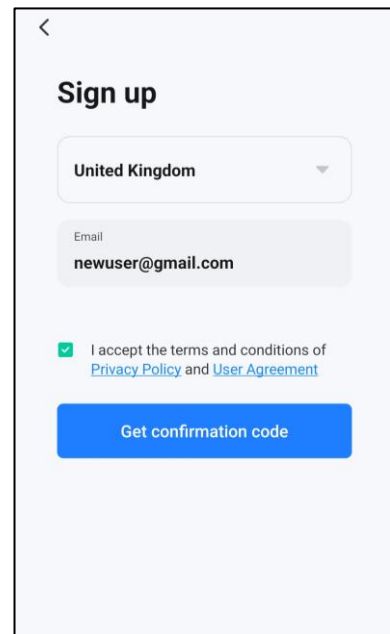 Sign up
United Kingdom
Email
newuser@gmail.com
I accept the terms and conditions of
Privacy Policy and User Agreement
Get confirmation code